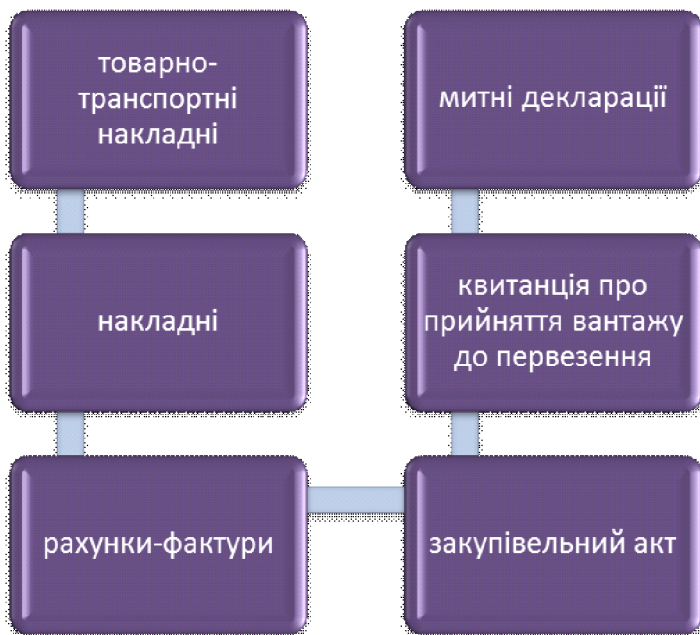 товарно-
транспортні
накладні
накладні
рахунки-фактури
закупівельний акт
квитанція про
прийняття вантажу
до первезення
митні декларації